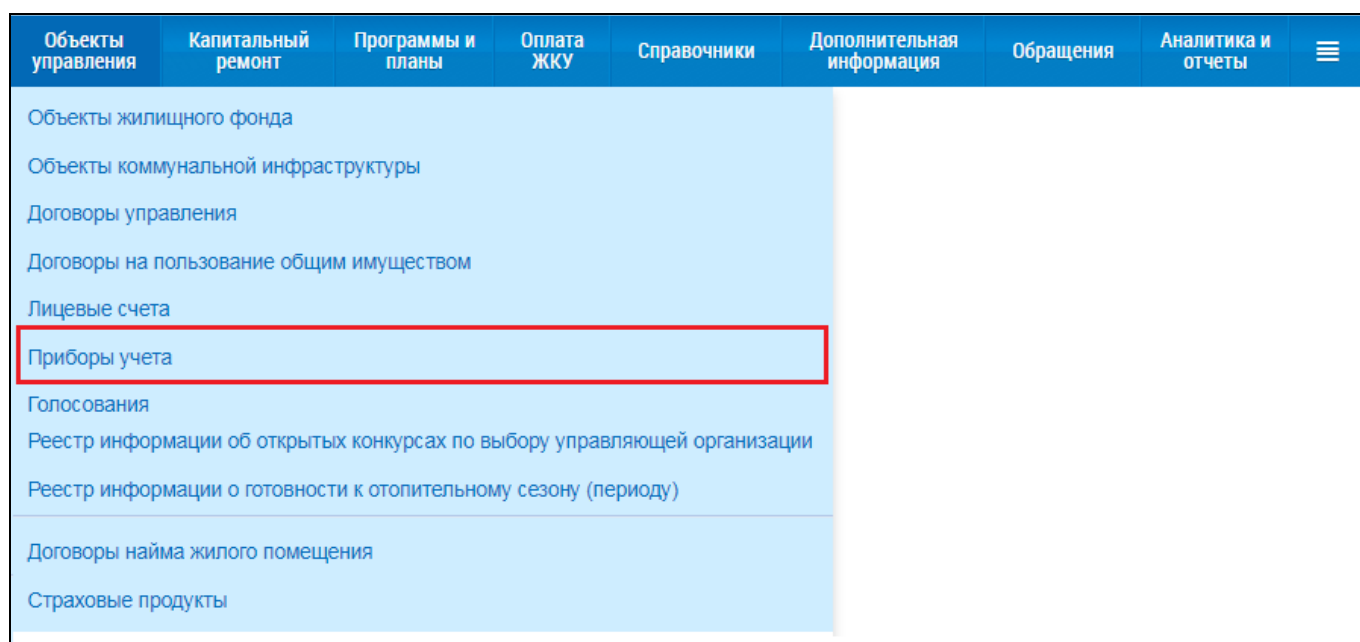 Объекты управления
Капитальный ремонт
Программы и планы
Оплата ЖКУ
Справочники
Дополнительная информация
Обращения
Аналитика и отчеты
Объекты жилищного фонда
Объекты коммунальной инфраструктуры
Договоры управления
Договоры на пользование общим имуществом
Лицевые счета
Приборы учета
Голосования
Реестр информации об открытых конкурсах по выбору управляющей организации
Реестр информации о готовности к отопительному сезону (периоду)
Договоры найма жилого помещения
Страховые продукты